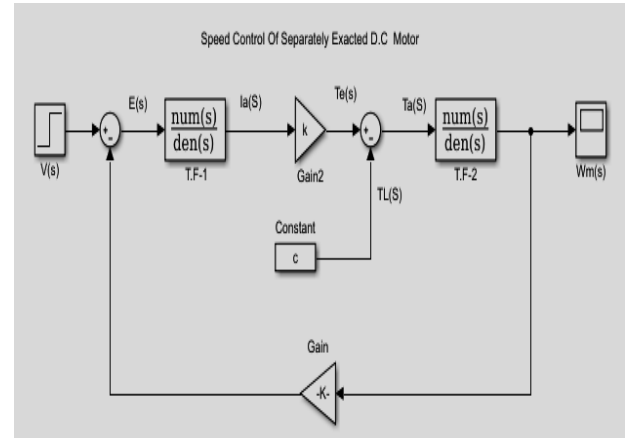 Speed Control Of Separately Exacted D.C Motor
E(s)
Ia(S)
Te(s)
Ta(S)
+
-
num(s)
den(s)
k
+
-
num(s)
den(s)
V(s)
T.F-1
Gain2
T.F-2
Wm(s)
TL(S)
Constant
c
Gain
-K-